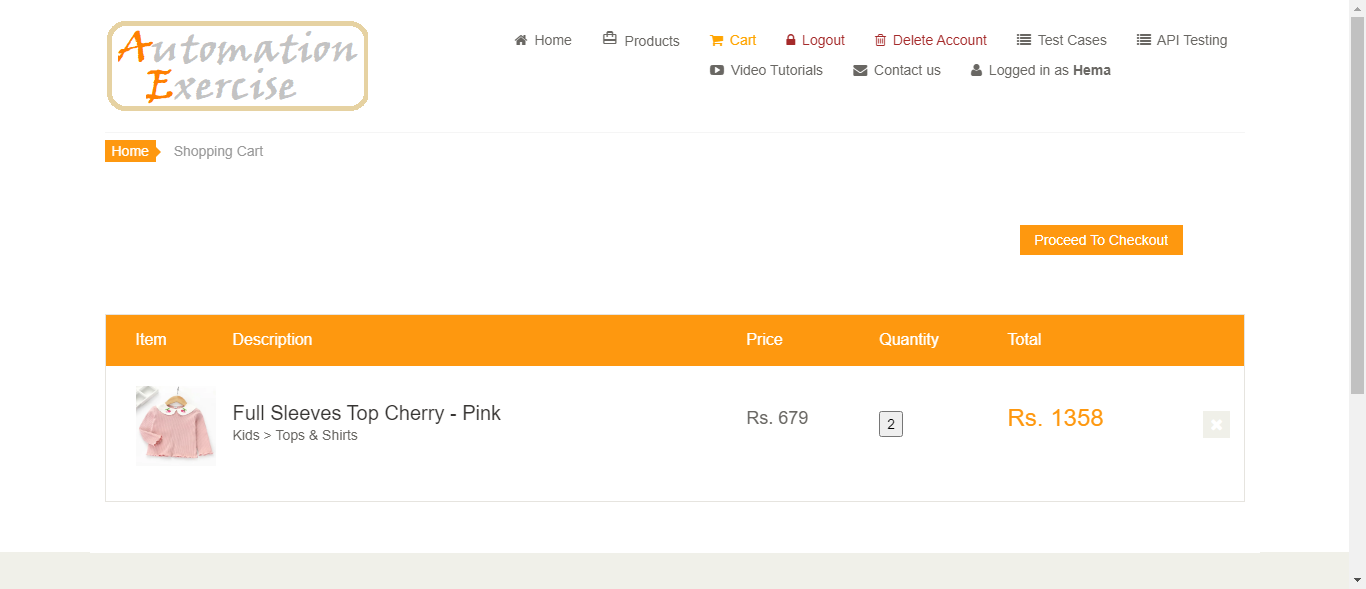 Automation
Exercise
Home Products Cart Logout Delete Account Test Cases API Testing
Video Tutorials Contact us Logged in as Hema
Home Shopping Cart
Proceed To Checkout
Item Description Price Quantity Total
Full Sleeves Top Cherry - Pink Rs. 679 2 Rs. 1358
Kids > Tops & Shirts